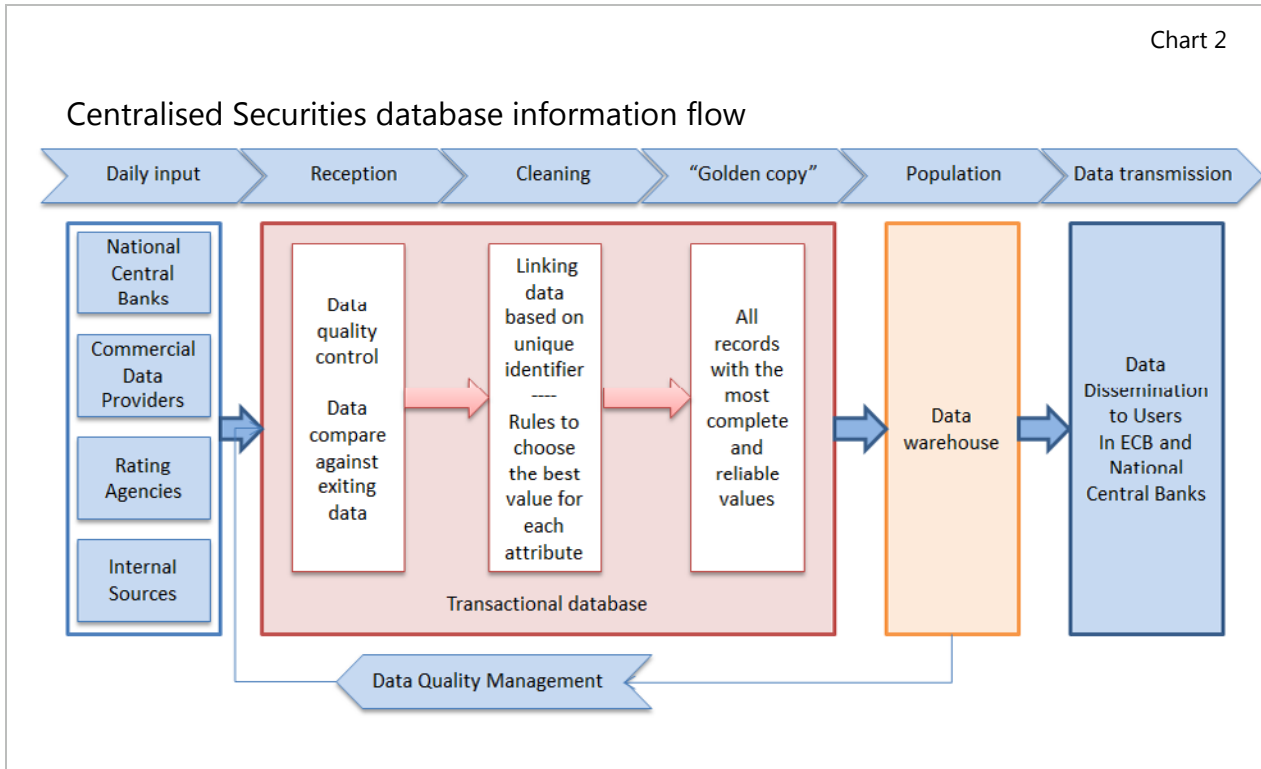 Chart 2
Centralised Securities database information flow
Daily input
Reception
Cleaning
“Golden copy”
Population
Data transmission
National
Central
Banks
Commercial
Data
Providers
Rating
Agencies
Internal
Sources
Data
quality
control
Data
compare
against
exiting
data
Linking
data
based on
unique
identifier
----
Rules to
choose
the best
value for
each
attribute
All
records
with the
most
complete
and
reliable
values
Transactional database
Data
warehouse
Data
Dissemination
to Users
In ECB and
National
Central Banks
Data Quality Management